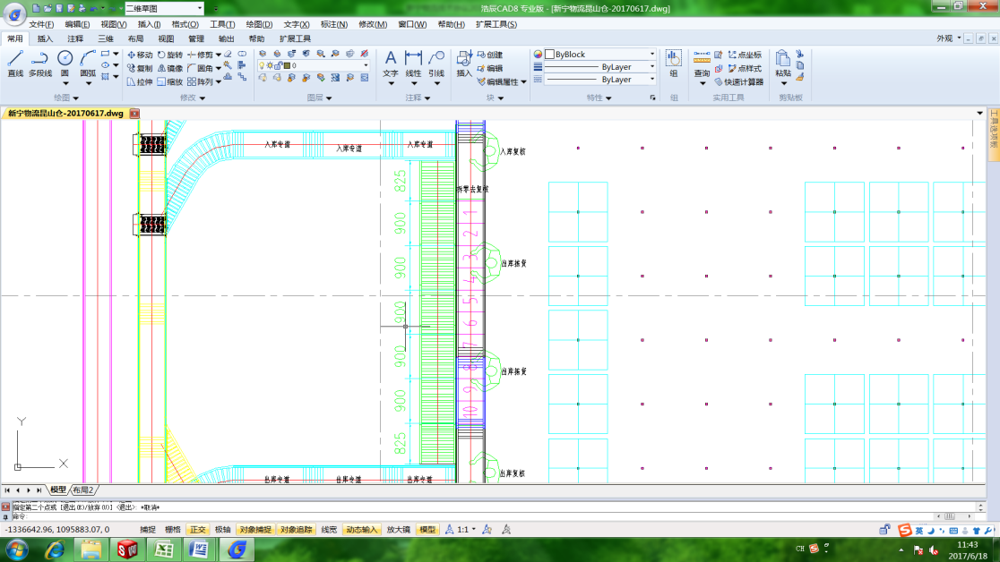 二维草图
浩辰CAD8 专业版 - [新宁物流昆山仓-20170617.dwg]
文件(F) 编辑(E) 视图(V) 插入(I) 格式(O) 工具(T) 绘图(D) 文字(X) 标注(N) 修改(M) 窗口(W) 帮助(H) 扩展工具(S)
常用 插入 注释 三维 布局 视图 管理 输出 帮助 扩展工具 外观
直线 多段线 圆 圆弧
移动 旋转 修剪
复制 镜像 圆角
拉伸 缩放 阵列
0
文字 线性 引线
插入 创建
编辑
编辑属性
ByBlock
ByLayer
ByLayer
组
查询 点坐标
点样式
快速计算器
粘贴
绘图 修改 图层 注释 块 特性 组 实用工具 剪贴板
新宁物流昆山仓-20170617.dwg
工具选项板
入库专道 入库专道 入库专道 入库复核
825
拆零去复核
900
1
2
900
3
出库拣货
4
5
900
6
7
900
8
出库拣货
9
900
10
825
出库专道 出库专道 出库专道 出库复核
Y
X
模型 布局2
指定第二个点或 [退出(E)/放弃(U)] <退出>: *取消*
命令:
-1336642.96, 1095883.07, 0
捕捉 栅格 正交 极轴 对象捕捉 对象追踪 线宽 动态输入 放大镜 模型 1:1
英
CH
11:43
2017/6/18